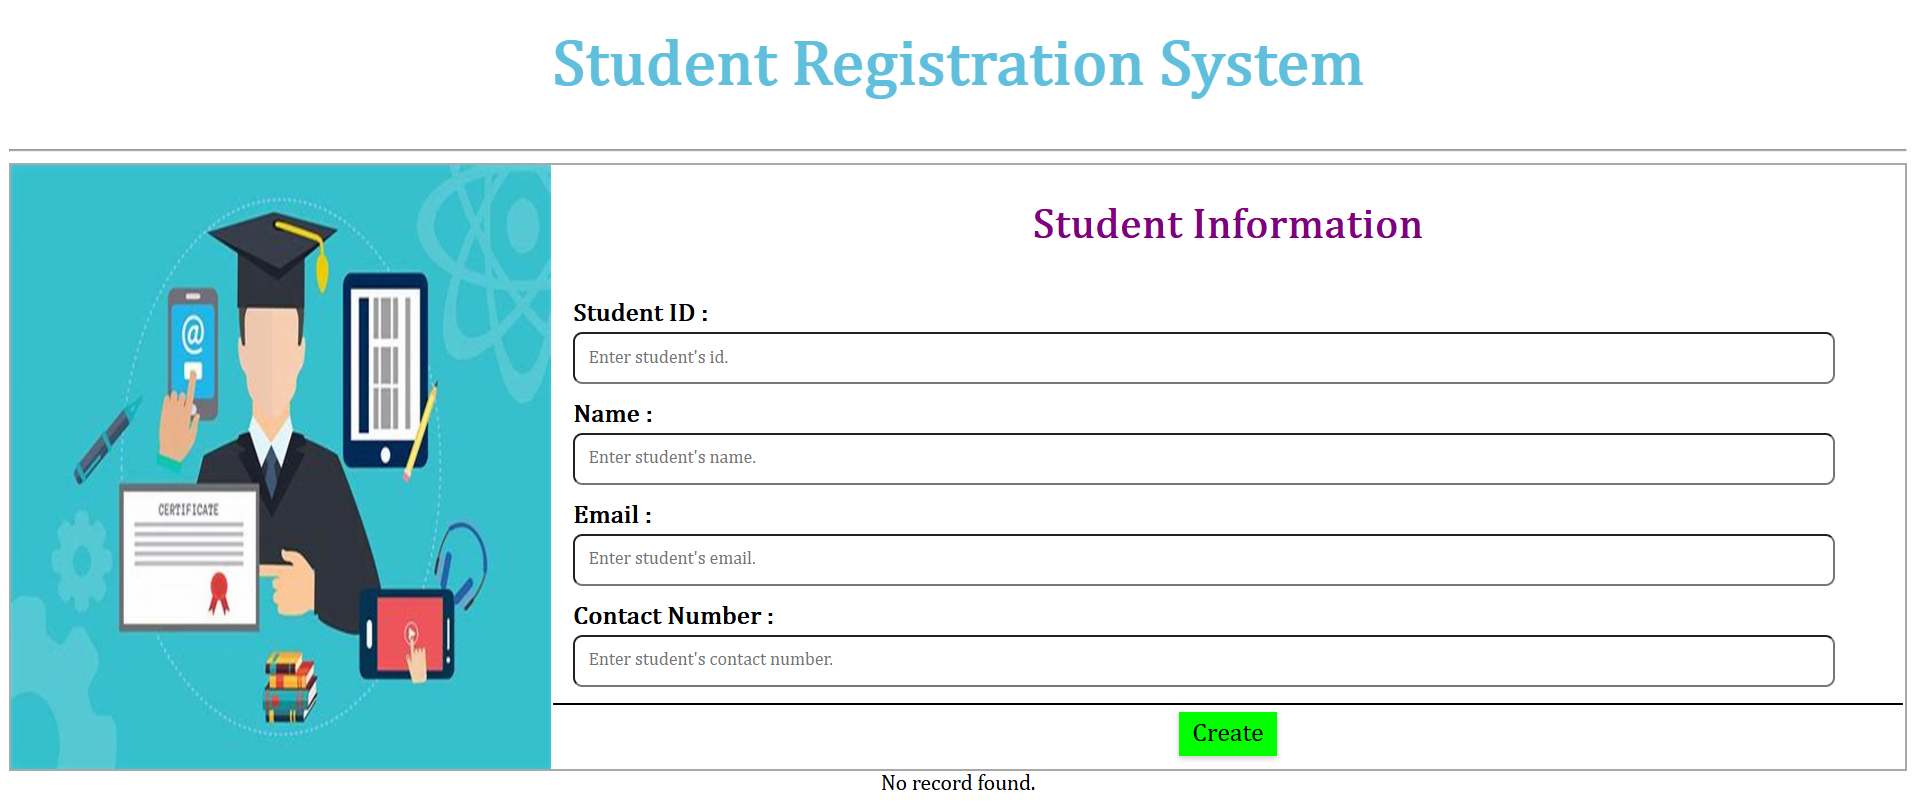 Student Registration System
@
CERTIFICATE
Student Information
Student ID :
Enter student's id.
Name :
Enter student's name.
Email :
Enter student's email.
Contact Number :
Enter student's contact number.
Create
No record found.